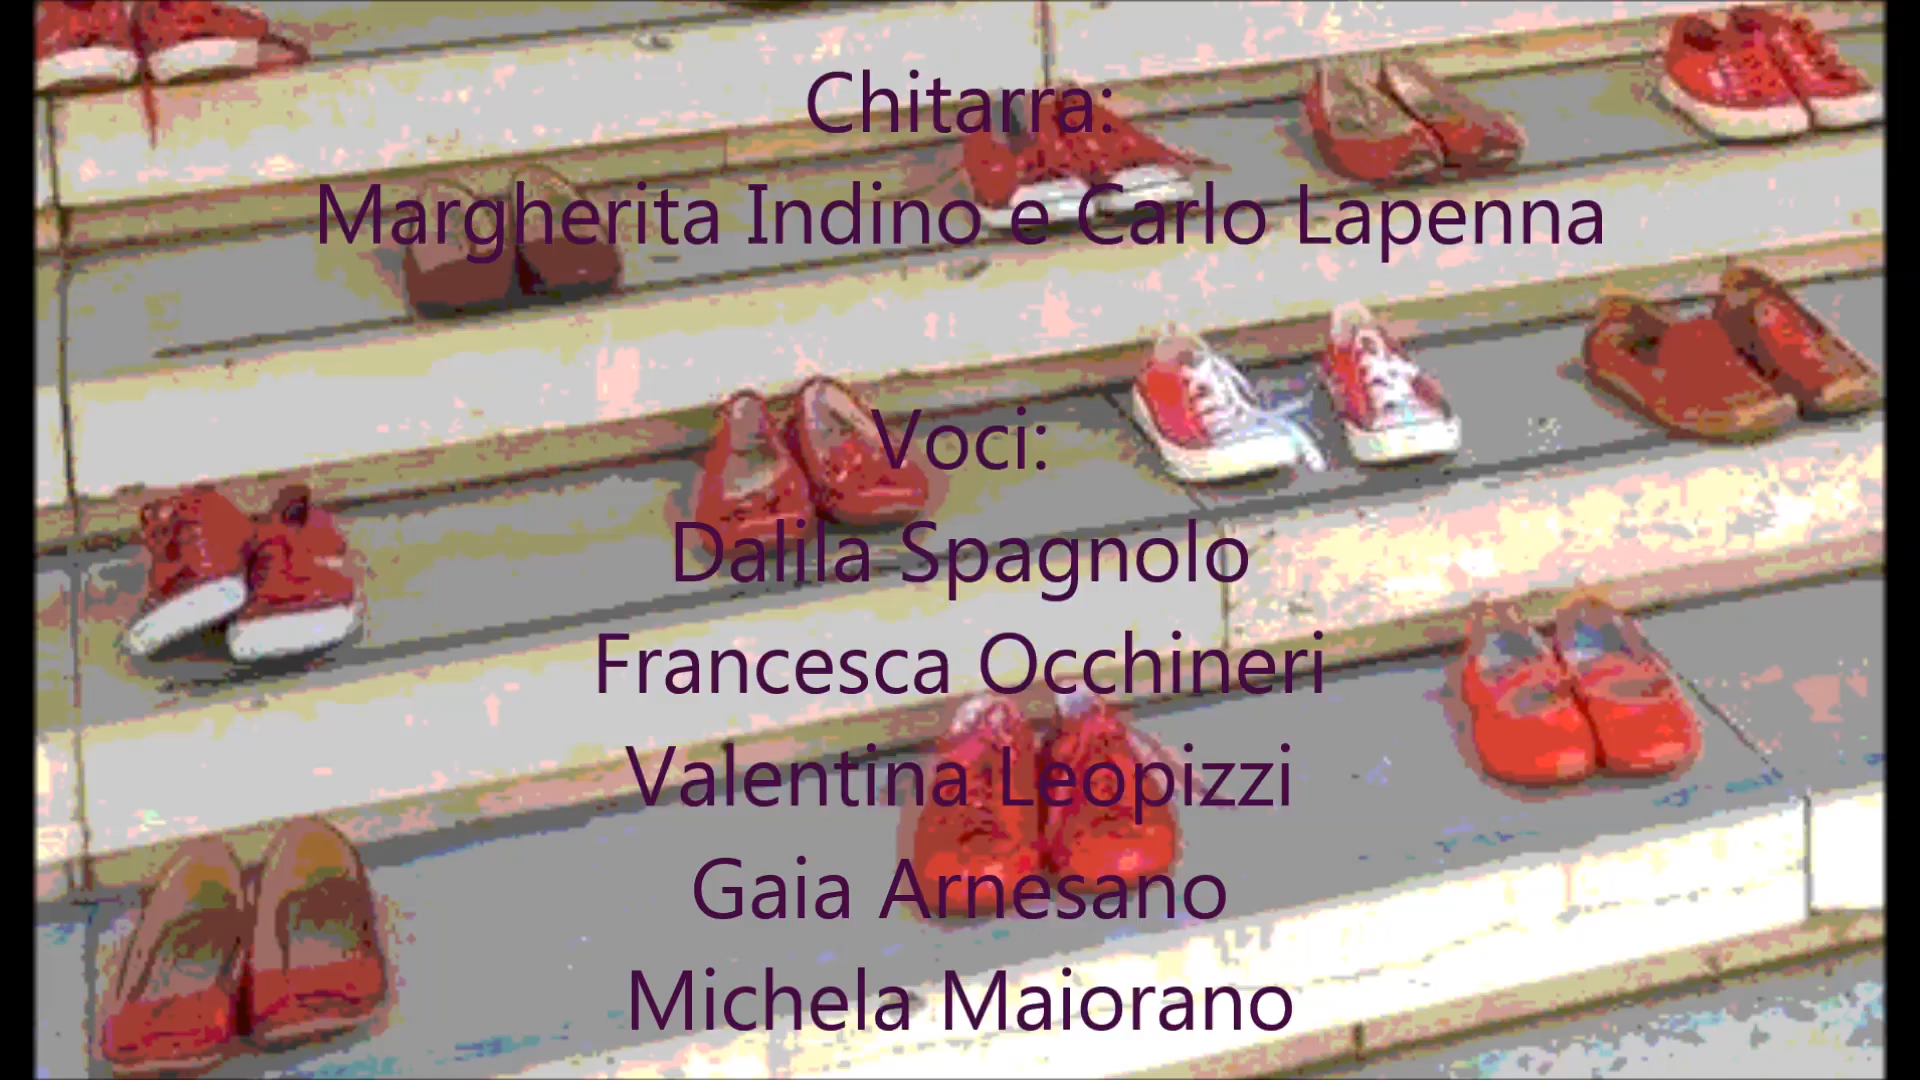 Chitarra:
Margherita Indino e Carlo Lapenna
Voci:
Dalila Spagnolo
Francesca Occhineri
Valentina Leopizzi
Gaia Arnesano
Michela Maiorano